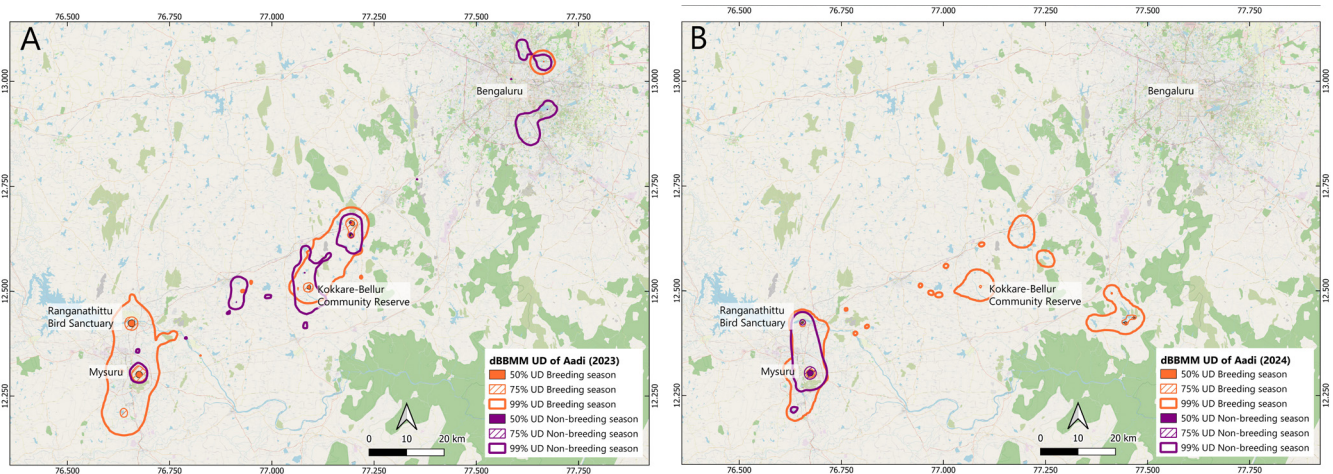 A
76.500 76.750 77.000 77.250 77.500 77.750
13.000
12.750
12.500
12.250
Bengaluru
Kokkare-Bellur
Community Reserve
Ranganathittu
Bird Sanctuary
Mysuru
dBBMM UD of Aadi (2023)
50% UD Breeding season
75% UD Breeding season
99% UD Breeding season
50% UD Non-breeding season
75% UD Non-breeding season
99% UD Non-breeding season
0 10 20 km
76.500 76.750 77.000 77.250 77.500 77.750
B
76.500 76.750 77.000 77.250 77.500 77.750
13.000
12.750
12.500
12.250
Bengaluru
Kokkare-Bellur
Community Reserve
Ranganathittu
Bird Sanctuary
Mysuru
dBBMM UD of Aadi (2024)
50% UD Breeding season
75% UD Breeding season
99% UD Breeding season
50% UD Non-breeding season
75% UD Non-breeding season
99% UD Non-breeding season
0 10 20 km
76.500 76.750 77.000 77.250 77.500 77.750
13.000
12.750
12.500
12.250